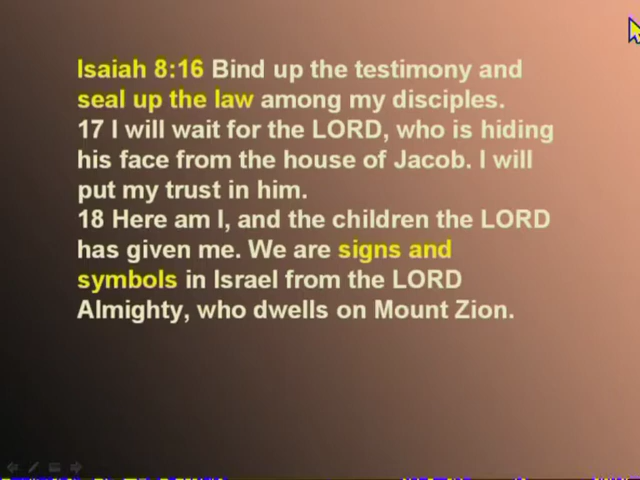 Isaiah 8:16 Bind up the testimony and
seal up the law among my disciples.
17 I will wait for the LORD, who is hiding
his face from the house of Jacob. I will
put my trust in him.
18 Here am I, and the children the LORD
has given me. We are signs and
symbols in Israel from the LORD
Almighty, who dwells on Mount Zion.